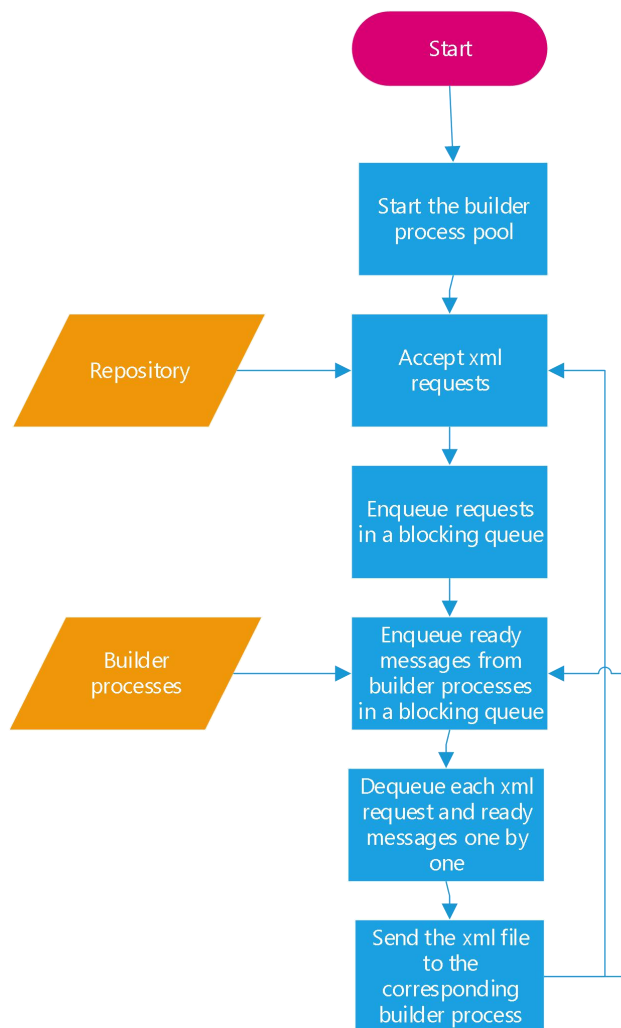 Start
Start the builder
process pool
Repository
Accept xml
requests
Enqueue requests
in a blocking queue
Builder
processes
Enqueue ready
messages from
builder processes
in a blocking queue
Dequeue each xml
request and ready
messages one by
one
Send the xml file
to the
corresponding
builder process